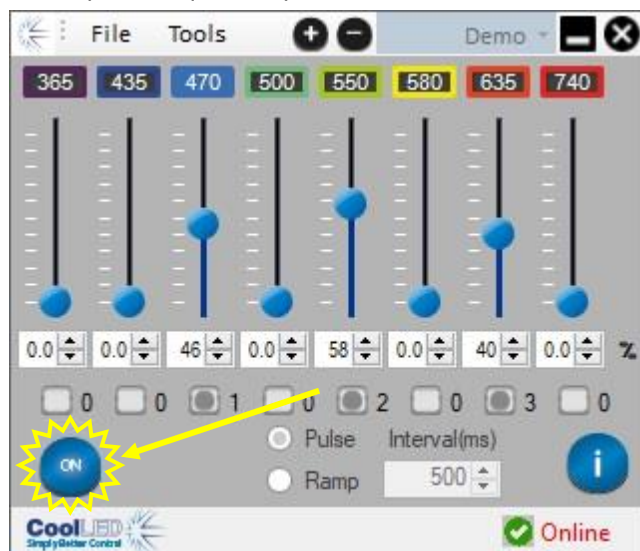 File Tools Demo
365 435 470 500 550 580 635 740
0.0 0.0 46 0.0 58 0.0 40 0.0 %
0 0 1 0 2 0 3 0
Pulse Interval(ms)
ON i
Ramp 500
CoolLED Online
Simply Better Control